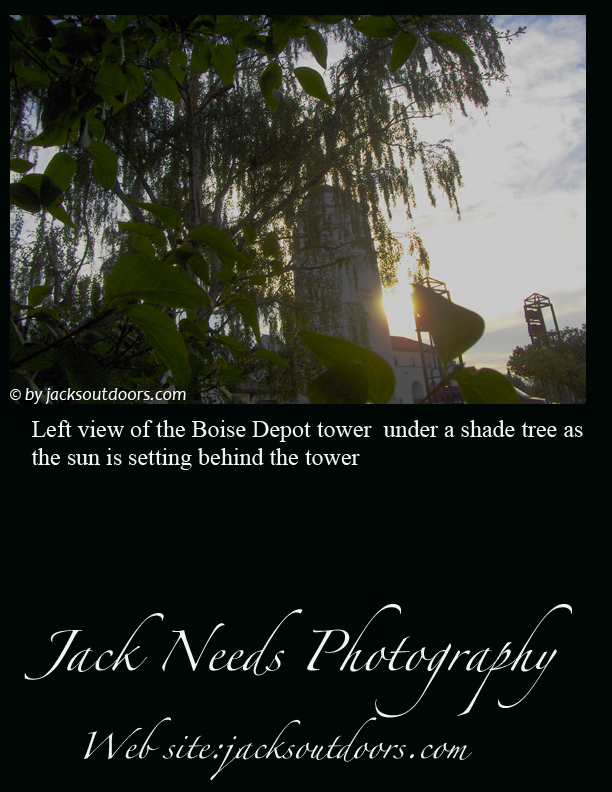 © by jacksoutdoors.com
Left view of the Boise Depot tower  under a shade tree as
the sun is setting behind the tower
Jack Needs Photography
Web site:jacksoutdoors.com